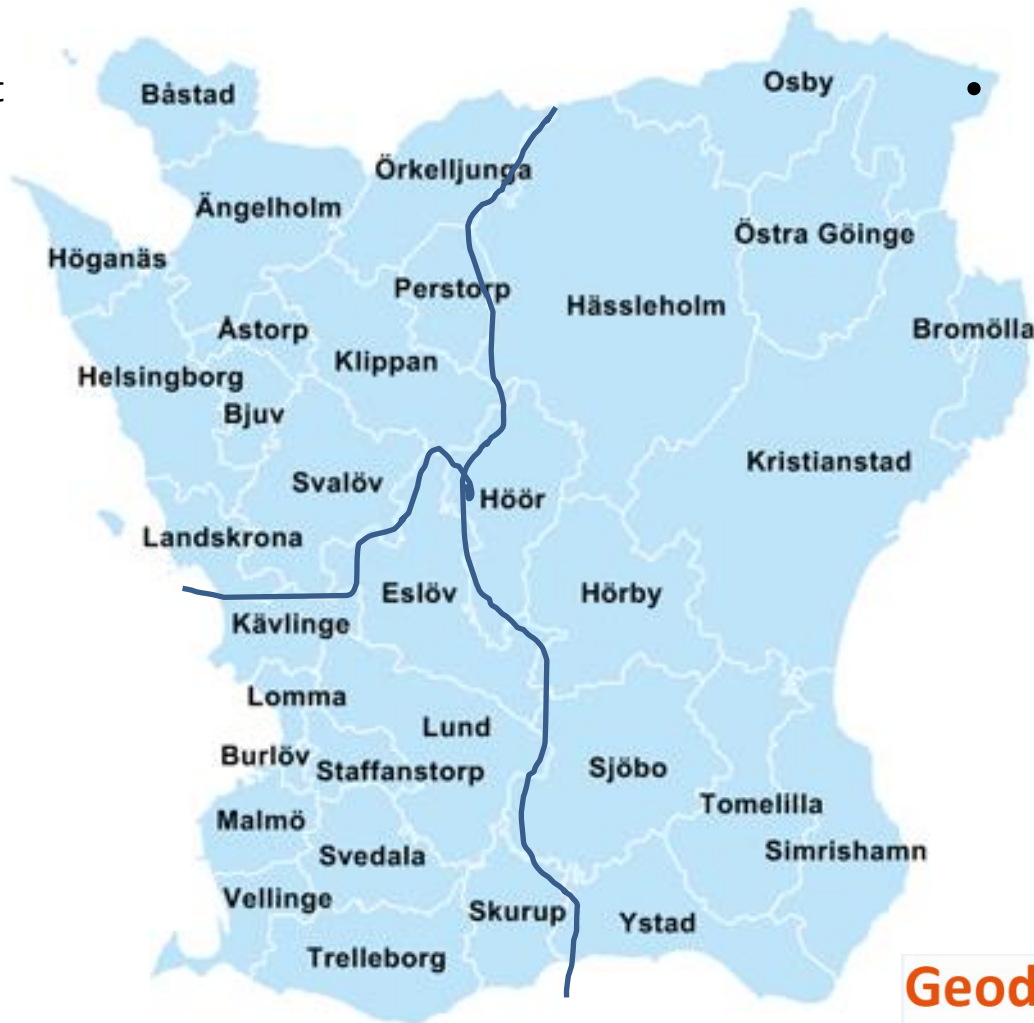 t
Osby
Båstad
Örkelljunga
Ängelholm
Östra Göinge
Höganäs
Perstorp
Hässleholm
Åstorp
Bromölla
Klippan
Helsingborg
Bjuv
Kristianstad
Svalöv
Höör
Landskrona
Eslöv
Hörby
Kävlinge
Lomma
Lund
Burlöv
Sjöbo
Staffanstorp
Tomelilla
Malmö
Simrishamn
Svedala
Vellinge
Skurup
Ystad
Trelleborg
Geod